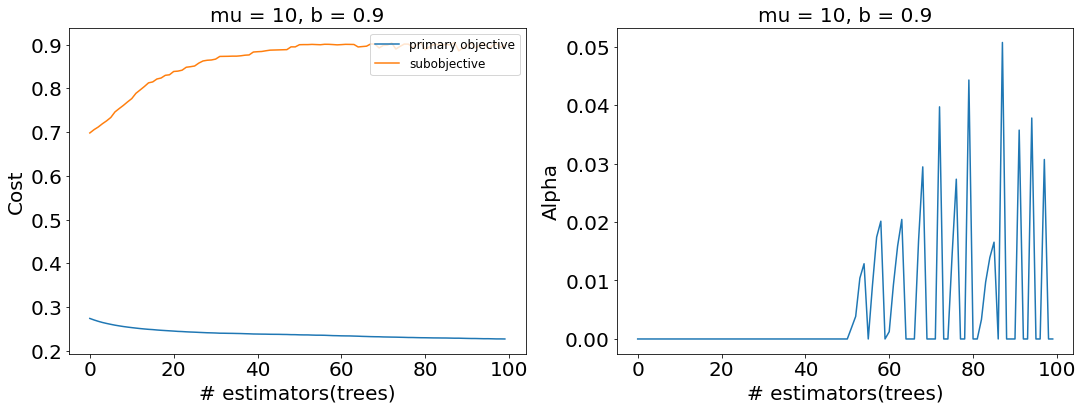 mu = 10, b = 0.9
0.9
0.8
0.7
0.6
0.5
0.4
0.3
0.2
Cost
primary objective
subobjective
0 20 40 60 80 100
# estimators(trees)
mu = 10, b = 0.9
0.05
0.04
0.03
0.02
0.01
0.00
Alpha
0 20 40 60 80 100
# estimators(trees)